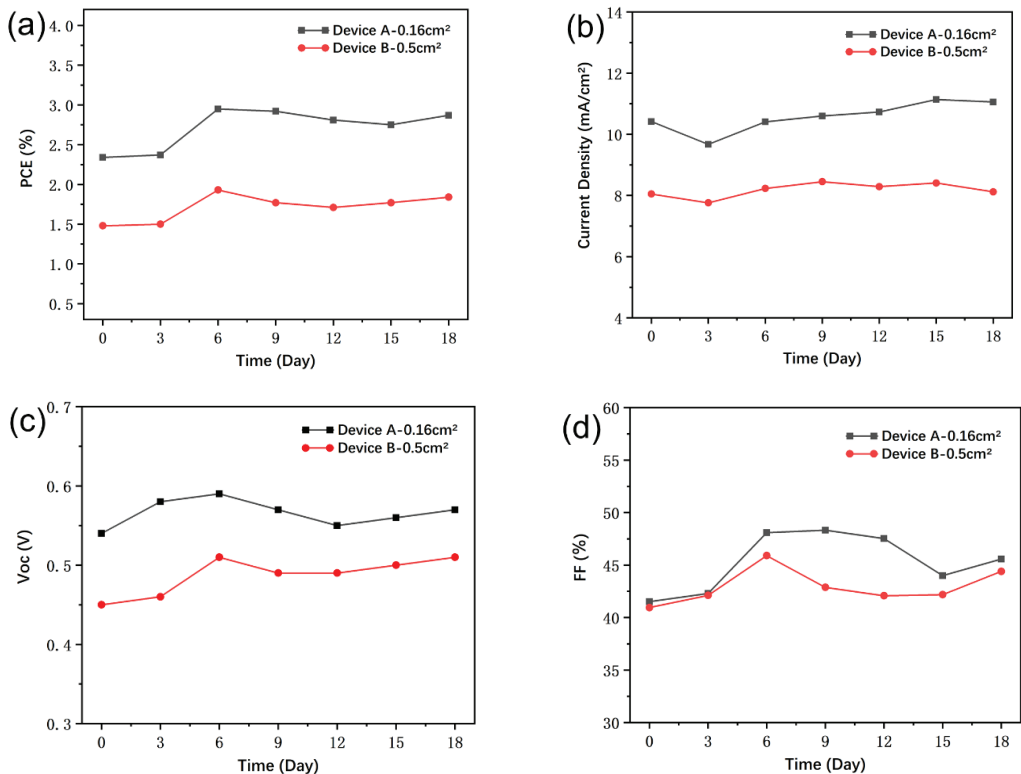 (a)
Device A-0.16cm²
Device B-0.5cm²
4.0
3.5
3.0
2.5
2.0
1.5
1.0
0.5
PCE (%)
0 3 6 9 12 15 18
Time (Day)
(b)
Device A-0.16cm²
Device B-0.5cm²
14
12
10
8
6
4
Current Density (mA/cm²)
0 3 6 9 12 15 18
Time (Day)
(c)
Device A-0.16cm²
Device B-0.5cm²
0.7
0.6
0.5
0.4
0.3
Voc (V)
0 3 6 9 12 15 18
Time (Day)
(d)
Device A-0.16cm²
Device B-0.5cm²
60
55
50
45
40
35
30
FF (%)
0 3 6 9 12 15 18
Time (Day)